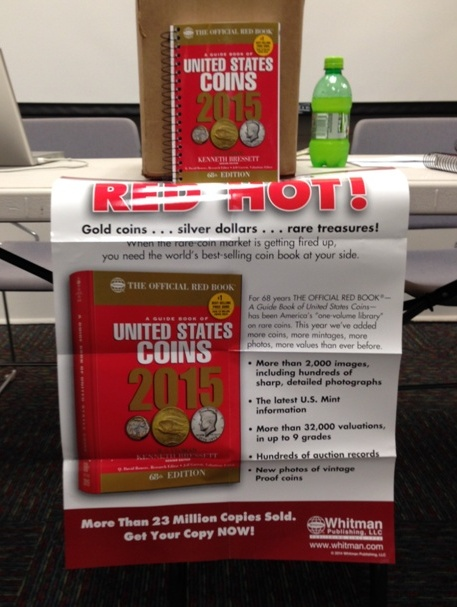 THE OFFICIAL RED BOOK®
A GUIDE BOOK OF
UNITED STATES
COINS
2015
KENNETH BRESSETT
68th EDITION
RED HOT!
Gold coins . . . silver dollars . . . rare treasures!
When the rare coin market is getting fired up,
you need the world's best-selling coin book at your side.
THE OFFICIAL RED BOOK®
#1
A GUIDE BOOK OF
UNITED STATES
COINS
2015
KENNETH BRESSETT
68th EDITION
For 68 years THE OFFICIAL RED BOOK®—
A Guide Book of United States Coins—
has been America's "one-volume library"
on rare coins. This year we've added
more coins, more mintages, more
photos, more values than ever before.
• More than 2,000 images,
including hundreds of
sharp, detailed photographs
• The latest U.S. Mint
information
• More than 32,000 valuations,
in up to 9 grades
• Hundreds of auction records
• New photos of vintage
Proof coins
More Than 23 Million Copies Sold.
Get Your Copy NOW!
Whitman
Publishing, LLC
www.whitman.com
© 2014 Whitman Publishing, LLC